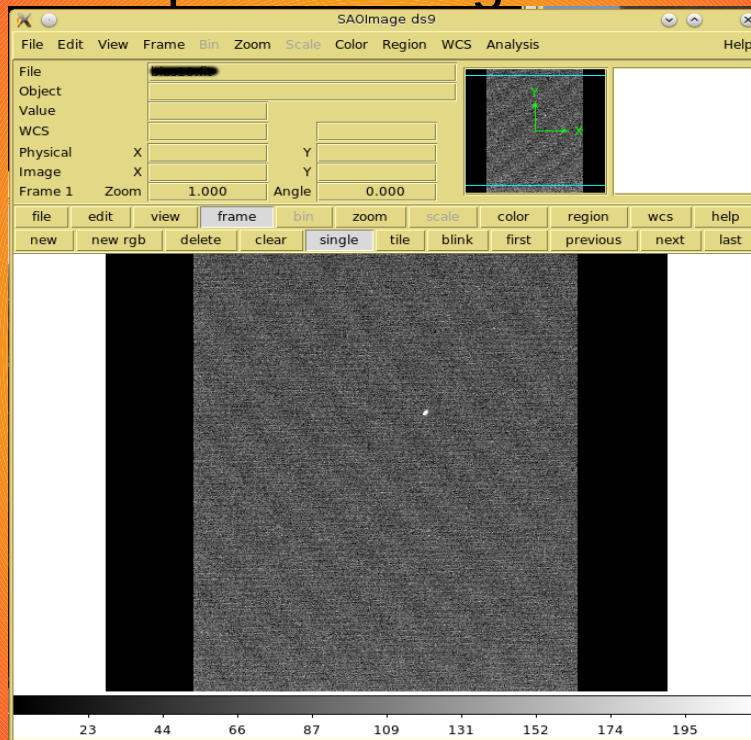 SAOImage ds9
File Edit View Frame Bin Zoom Scale Color Region WCS Analysis Help
File
Object
Value
WCS
Physical X Y
Image X Y
Frame 1 Zoom 1.000 Angle 0.000
Y
X
file edit view frame bin zoom scale color region wcs help
new new rgb delete clear single tile blink first previous next last
23 44 66 87 109 131 152 174 195